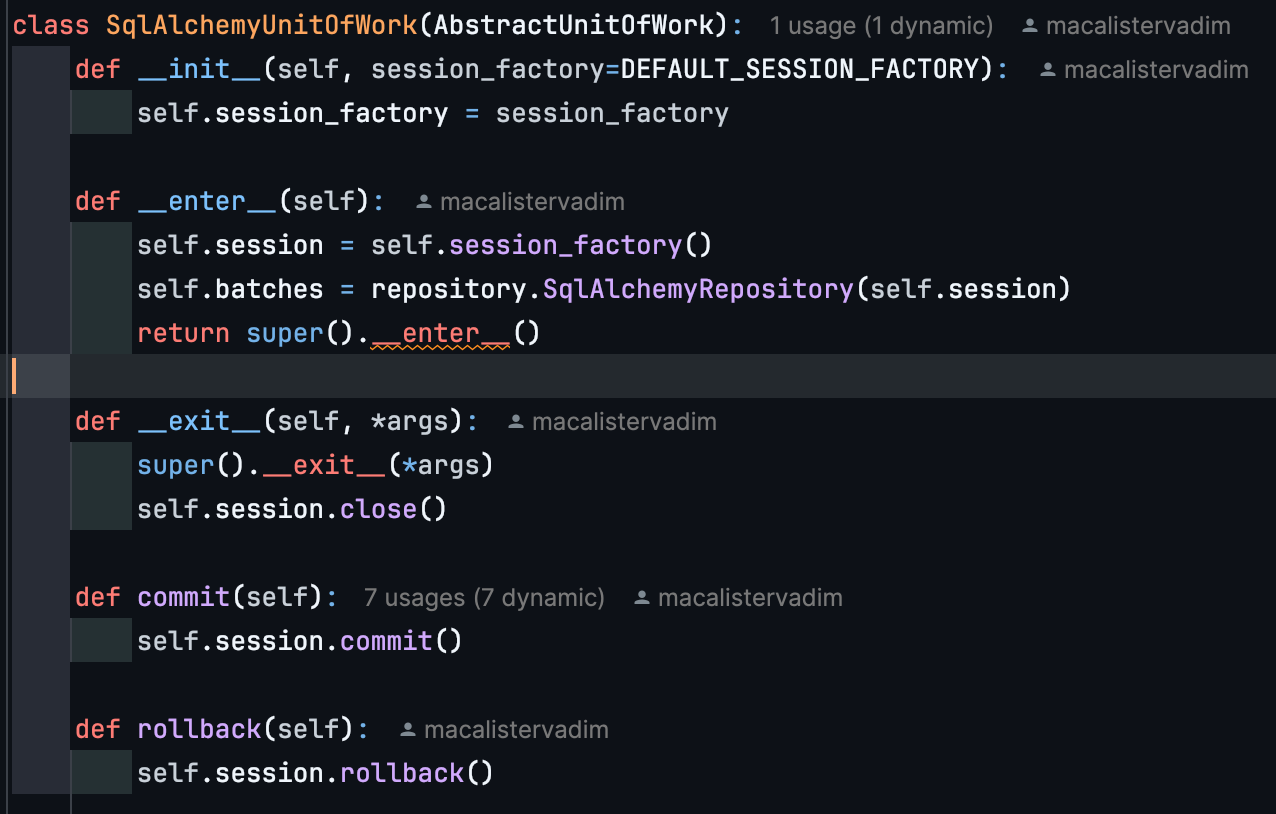 class SqlAlchemyUnitOfWork(AbstractUnitOfWork): 1 usage (1 dynamic) macalistervadim
def __init__(self, session_factory=DEFAULT_SESSION_FACTORY): macalistervadim
self.session_factory = session_factory
def __enter__(self): macalistervadim
self.session = self.session_factory()
self.batches = repository.SqlAlchemyRepository(self.session)
return super().__enter__()
def __exit__(self, *args): macalistervadim
super().__exit__(*args)
self.session.close()
def commit(self): 7 usages (7 dynamic) macalistervadim
self.session.commit()
def rollback(self): macalistervadim
self.session.rollback()